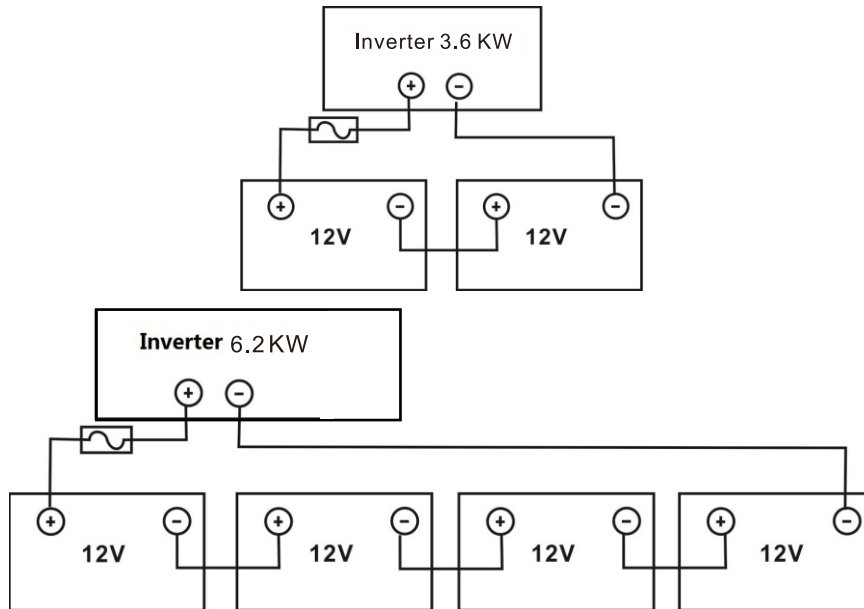 Inverter 3.6 KW
+ −
+ − + −
12V 12V
Inverter 6.2 KW
+ −
+ − + − + − + −
12V 12V 12V 12V